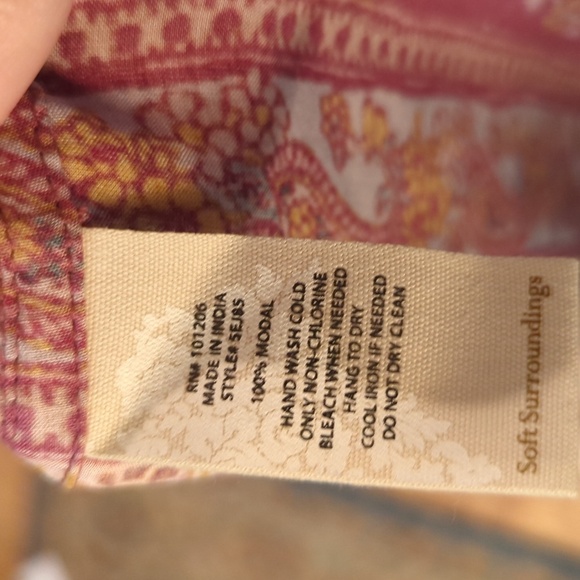 RN# 101206
MADE IN INDIA
STYLE# 5EJ85
100% MODAL
HAND WASH COLD
ONLY NON-CHLORINE
BLEACH WHEN NEEDED
HANG TO DRY
COOL IRON IF NEEDED
DO NOT DRY CLEAN
Soft Surroundings